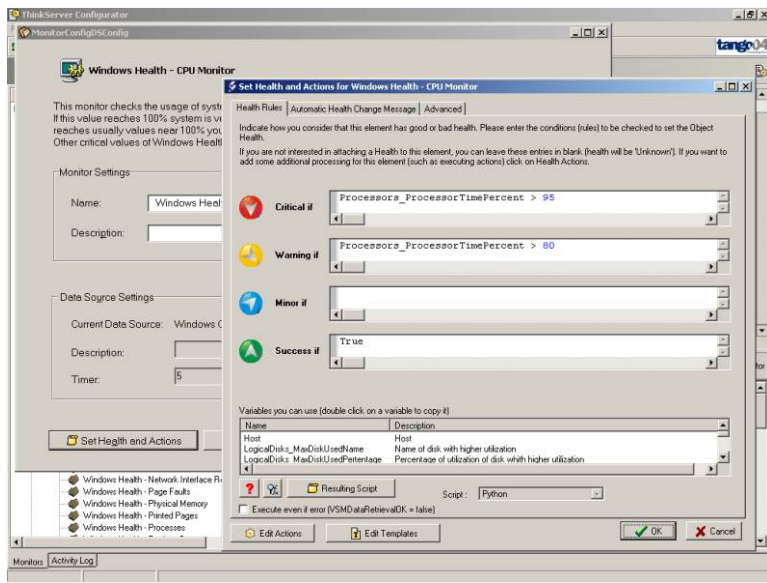 ThinkServer Configurator
MonitorConfigDSConfig
tango04
Windows Health - CPU Monitor
This monitor checks the usage of syst
If this value reaches 100% system is ve
reaches usually values near 100% you
Other critical values of Windows Healt
Monitor Settings
Name: Windows Heal
Description:
Data Source Settings
Current Data Source: Windows C
Description:
Timer: 5
Set Health and Actions
Windows Health - Network Interface R
Windows Health - Page Faults
Windows Health - Physical Memory
Windows Health - Printed Pages
Windows Health - Processes
Monitors Activity Log
Set Health and Actions for Windows Health - CPU Monitor
Health Rules Automatic Health Change Message Advanced
Indicate how you consider that this element has good or bad health. Please enter the conditions (rules) to be checked to set the Object
Health.
If you are not interested in attaching a Health to this element, you can leave these entries in blank (health will be 'Unknown'). If you want to
add some additional processing for this element (such as executing actions) click on Health Actions.
Critical if Processors_ProcessorTimePercent > 95
Warning if Processors_ProcessorTimePercent > 80
Minor if
Success if True
Variables you can use (double click on a variable to copy it)
Name Description
Host Host
LogicalDisks_MaxDiskUsedName Name of disk with higher utilization
LogicalDisks_MaxDiskUsedPertentage Percentage of utilization of disk whith higher utilization
Resulting Script Script: Python
Execute even if error (VSMDataRetrievalOK = false)
Edit Actions Edit Templates OK Cancel